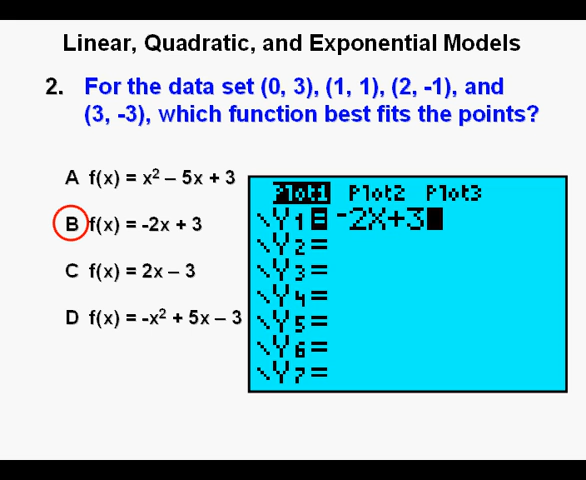 Linear, Quadratic, and Exponential Models
2. For the data set (0, 3), (1, 1), (2, -1), and
(3, -3), which function best fits the points?
A f(x) = x² – 5x + 3
B f(x) = -2x + 3
C f(x) = 2x – 3
D f(x) = -x² + 5x – 3
Plot1 Plot2 Plot3
\Y1=-2X+3
\Y2=
\Y3=
\Y4=
\Y5=
\Y6=
\Y7=